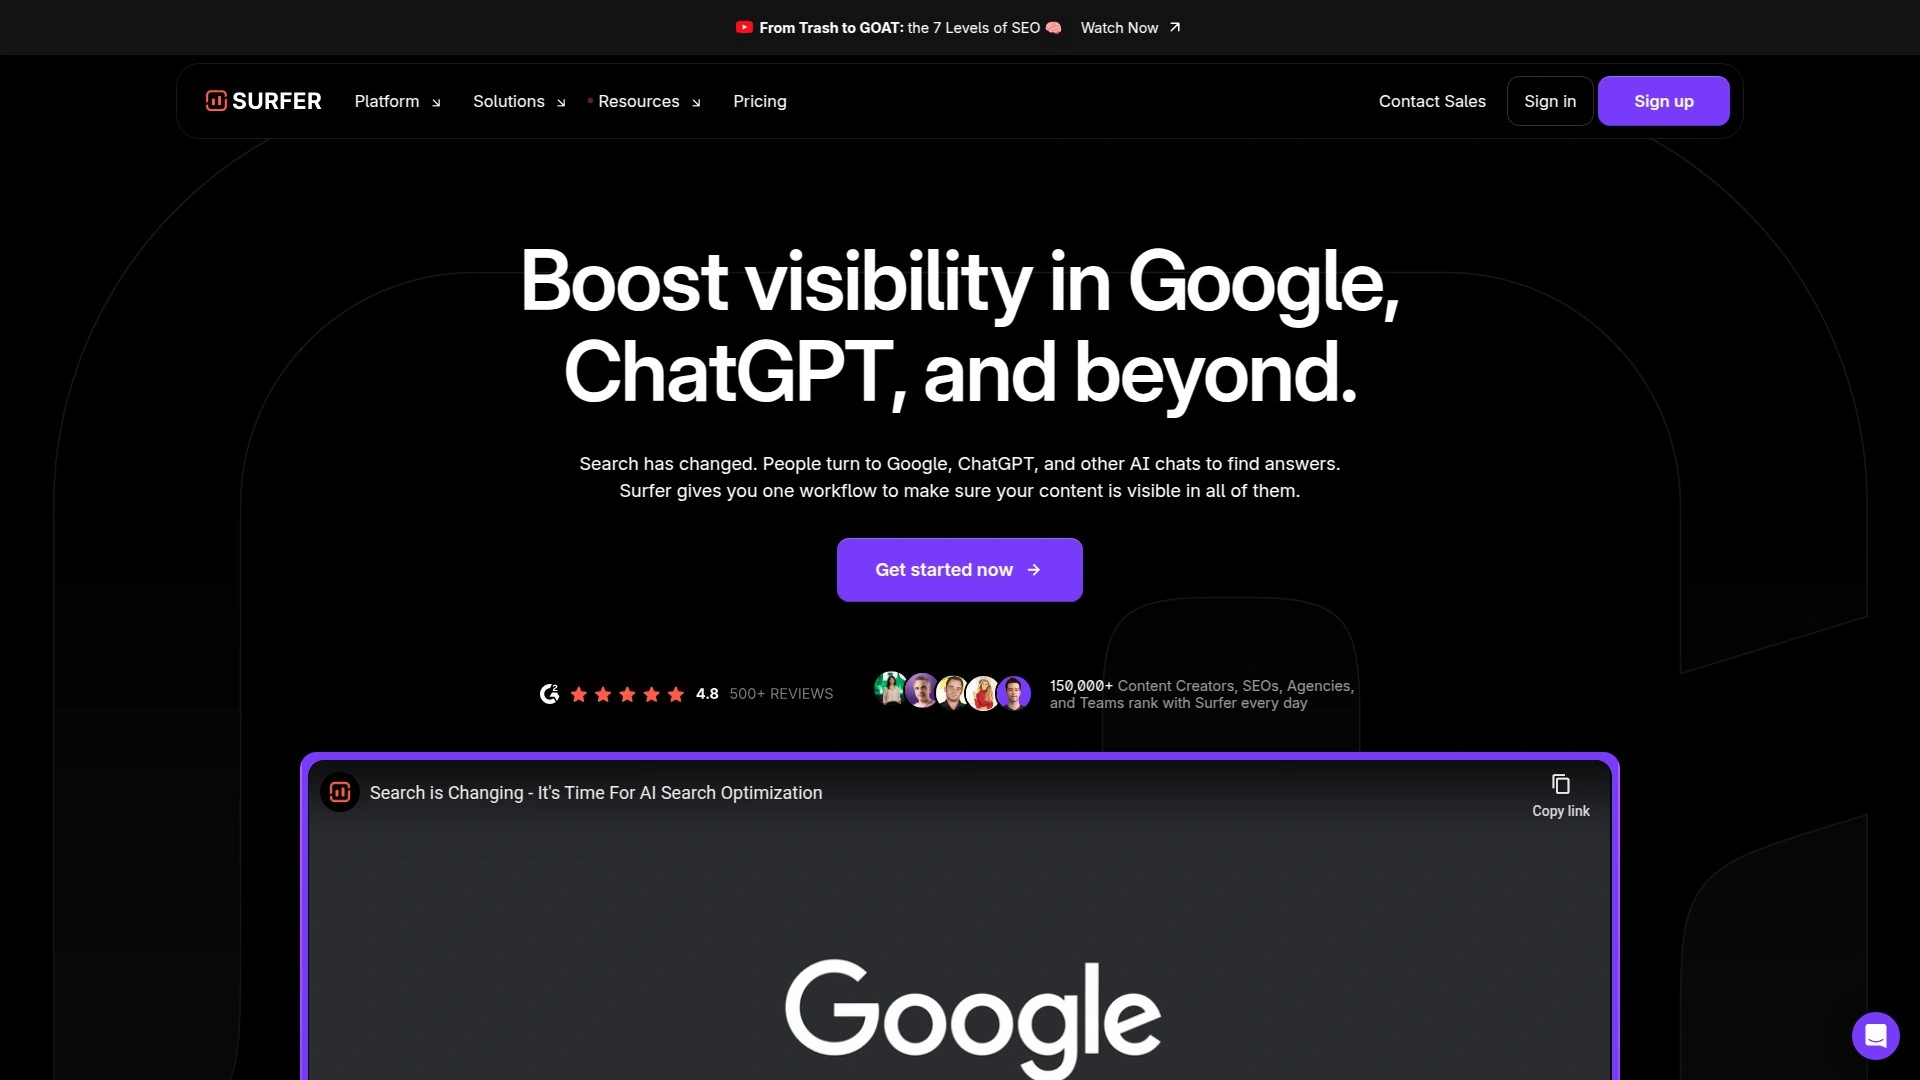 From Trash to GOAT: the 7 Levels of SEO 🧠 Watch Now
SURFER
Platform
Solutions
Resources
Pricing
Contact Sales
Sign in
Sign up
Boost visibility in Google,
ChatGPT, and beyond.
Search has changed. People turn to Google, ChatGPT, and other AI chats to find answers.
Surfer gives you one workflow to make sure your content is visible in all of them.
Get started now
G2
4.8 500+ REVIEWS
150,000+ Content Creators, SEOs, Agencies,
and Teams rank with Surfer every day
Search is Changing - It's Time For AI Search Optimization
Copy link
Google